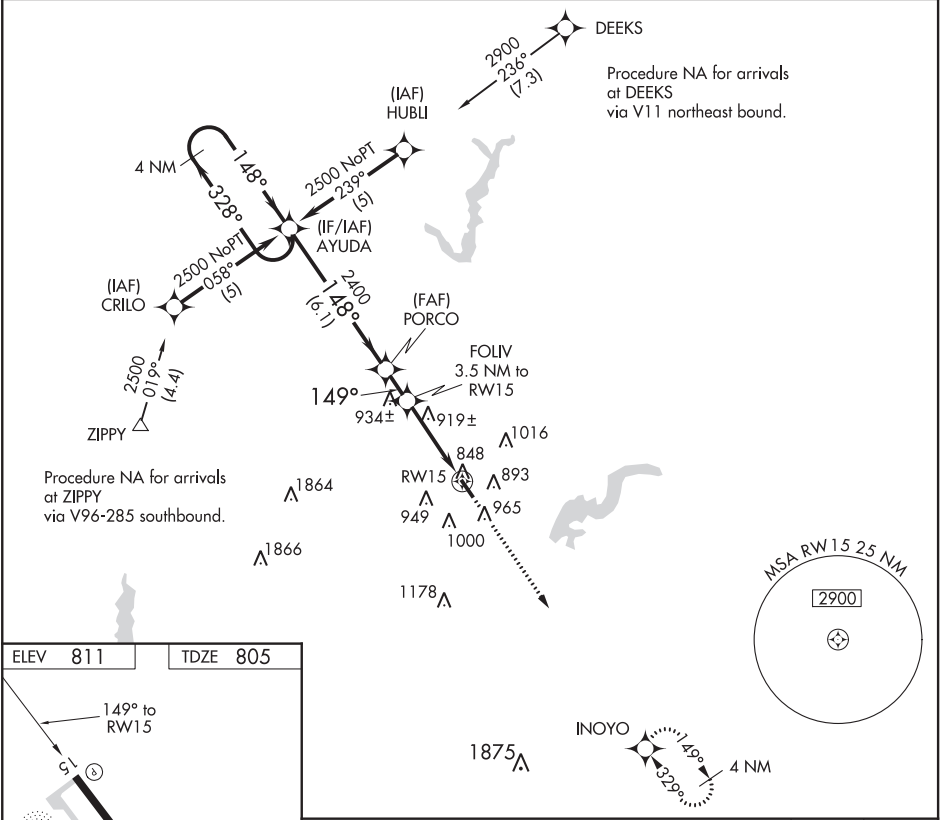 DEEKS
2900
236°
(7.3)
Procedure NA for arrivals
at DEEKS
via V11 northeast bound.
(IAF)
HUBLI
4 NM
148°
328°
2500 NoPT
239°
(5)
(IF/IAF)
AYUDA
2500 NoPT
058°
(5)
(IAF)
CRILO
2400
148°
(6.1)
(FAF)
PORCO
2500
019°
(4.4)
FOLIV
3.5 NM to
RW15
149°
934±
919±
ZIPPY
1016
848
RW15
893
Procedure NA for arrivals
at ZIPPY
via V96-285 southbound.
1864
949
965
1000
1866
1178
MSA RW15 25 NM
2900
ELEV 811
TDZE 805
149° to
RW15
15
P
INOYO
149°
329°
4 NM
1875